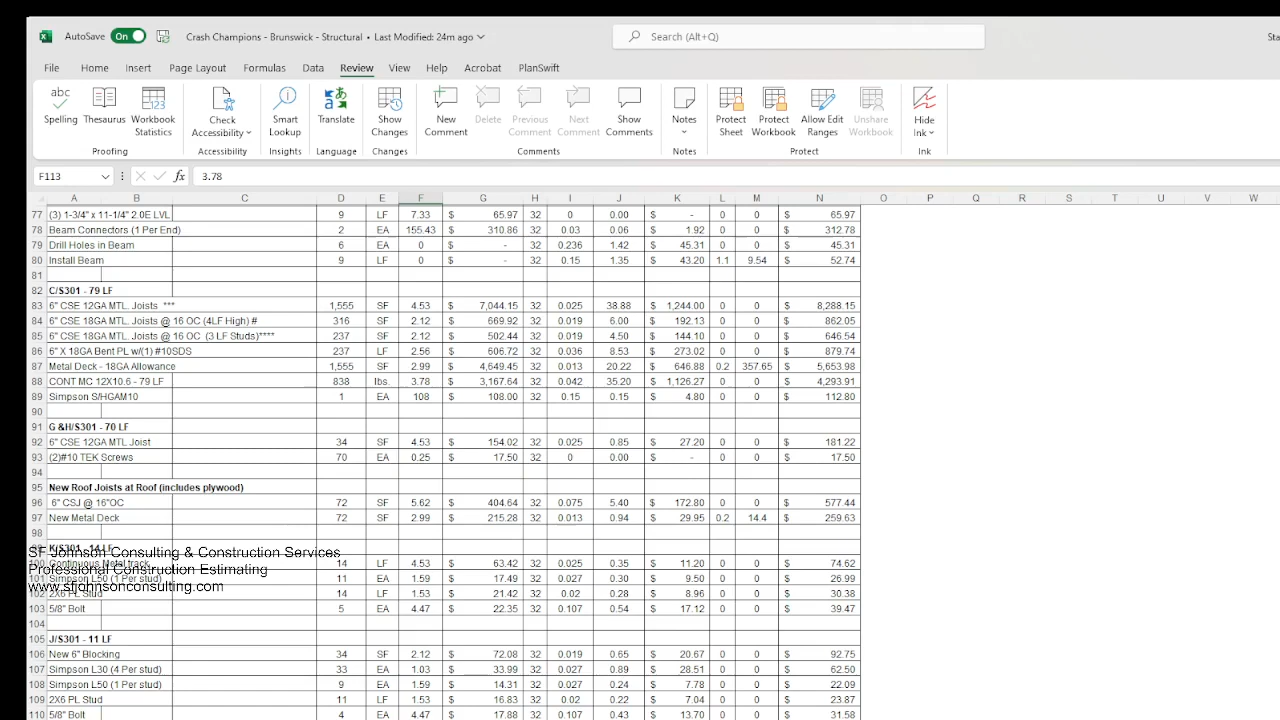 AutoSave On Crash Champions - Brunswick - Structural • Last Modified: 24m ago Search (Alt+Q) Sta
File Home Insert Page Layout Formulas Data Review View Help Acrobat PlanSwift
Spelling Thesaurus Workbook Statistics Check Accessibility Smart Lookup Translate Show Changes New Comment Delete Previous Comment Next Comment Show Comments Notes Protect Sheet Protect Workbook Allow Edit Ranges Unshare Workbook Hide Ink
Proofing Accessibility Insights Language Changes Comments Notes Protect Ink
F113 fx 3.78
A B C D E F G H I J K L M N O P Q R S T U V W
77 (3) 1-3/4" x 11-1/4" 2.0E LVL 9 LF 7.33 $ 65.97 32 0 0.00 $ - 0 0 $ 65.97
78 Beam Connectors (1 Per End) 2 EA 155.43 $ 310.86 32 0.03 0.06 $ 1.92 0 0 $ 312.78
79 Drill Holes in Beam 6 EA 0 $ - 32 0.236 1.42 $ 45.31 0 0 $ 45.31
80 Install Beam 9 LF 0 $ - 32 0.15 1.35 $ 43.20 1.1 9.54 $ 52.74
81
82 C/S301 - 79 LF
83 6" CSE 12GA MTL. Joists *** 1,555 SF 4.53 $ 7,044.15 32 0.025 38.88 $ 1,244.00 0 0 $ 8,288.15
84 6" CSE 18GA MTL. Joists @ 16 OC (4LF High) # 316 SF 2.12 $ 669.92 32 0.019 6.00 $ 192.13 0 0 $ 862.05
85 6" CSE 18GA MTL. Joists @ 16 OC (3 LF Studs)**** 237 SF 2.12 $ 502.44 32 0.019 4.50 $ 144.10 0 0 $ 646.54
86 6" X 18GA Bent PL w/(1) #10SDS 237 LF 2.56 $ 606.72 32 0.036 8.53 $ 273.02 0 0 $ 879.74
87 Metal Deck - 18GA Allowance 1,555 SF 2.99 $ 4,649.45 32 0.013 20.22 $ 646.88 0.2 357.65 $ 5,653.98
88 CONT MC 12X10.6 - 79 LF 838 lbs. 3.78 $ 3,167.64 32 0.042 35.20 $ 1,126.27 0 0 $ 4,293.91
89 Simpson S/HGAM10 1 EA 108 $ 108.00 32 0.15 0.15 $ 4.80 0 0 $ 112.80
90
91 G &H/S301 - 70 LF
92 6" CSE 12GA MTL Joist 34 SF 4.53 $ 154.02 32 0.025 0.85 $ 27.20 0 0 $ 181.22
93 (2)#10 TEK Screws 70 EA 0.25 $ 17.50 32 0 0.00 $ - 0 0 $ 17.50
94
95 New Roof Joists at Roof (includes plywood)
96 6" CSJ @ 16"OC 72 SF 5.62 $ 404.64 32 0.075 5.40 $ 172.80 0 0 $ 577.44
97 New Metal Deck 72 SF 2.99 $ 215.28 32 0.013 0.94 $ 29.95 0.2 14.4 $ 259.63
98
99 K/S301 - 14 LF
SF Johnson Consulting & Construction Services
100 Continuous Metal track 14 LF 4.53 $ 63.42 32 0.025 0.35 $ 11.20 0 0 $ 74.62
Professional Construction Estimating
101 Simpson L50 (1 Per stud) 11 EA 1.59 $ 17.49 32 0.027 0.30 $ 9.50 0 0 $ 26.99
www.sfjohnsonconsulting.com
102 2X6 PL Stud 14 LF 1.53 $ 21.42 32 0.02 0.28 $ 8.96 0 0 $ 30.38
103 5/8" Bolt 5 EA 4.47 $ 22.35 32 0.107 0.54 $ 17.12 0 0 $ 39.47
104
105 J/S301 - 11 LF
106 New 6" Blocking 34 SF 2.12 $ 72.08 32 0.019 0.65 $ 20.67 0 0 $ 92.75
107 Simpson L30 (4 Per stud) 33 EA 1.03 $ 33.99 32 0.027 0.89 $ 28.51 0 0 $ 62.50
108 Simpson L50 (1 Per stud) 9 EA 1.59 $ 14.31 32 0.027 0.24 $ 7.78 0 0 $ 22.09
109 2X6 PL Stud 11 LF 1.53 $ 16.83 32 0.02 0.22 $ 7.04 0 0 $ 23.87
110 5/8" Bolt 4 EA 4.47 $ 17.88 32 0.107 0.43 $ 13.70 0 0 $ 31.58